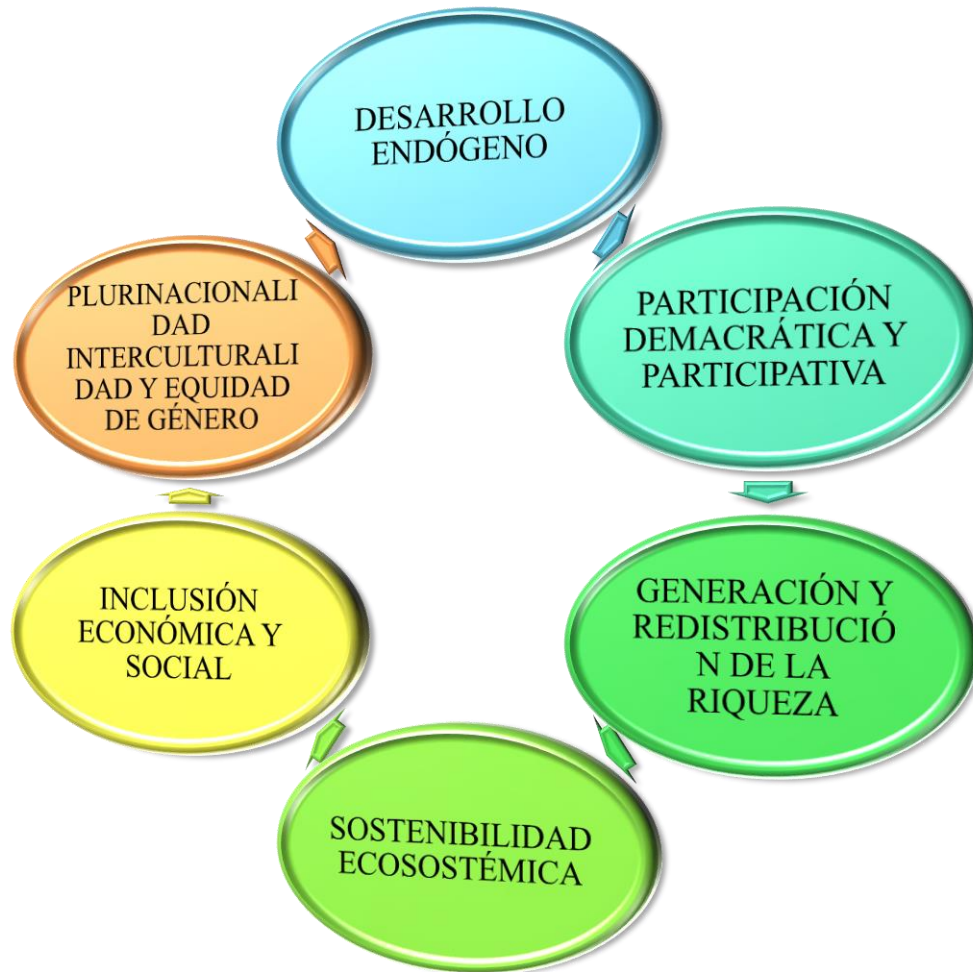 DESARROLLO
ENDÓGENO
PARTICIPACIÓN
DEMACRÁTICA Y
PARTICIPATIVA
GENERACIÓN Y
REDISTRIBUCIÓ
N DE LA
RIQUEZA
SOSTENIBILIDAD
ECOSOSTÉMICA
INCLUSIÓN
ECONÓMICA Y
SOCIAL
PLURINACIONALI
DAD
INTERCULTURALI
DAD Y EQUIDAD
DE GÉNERO